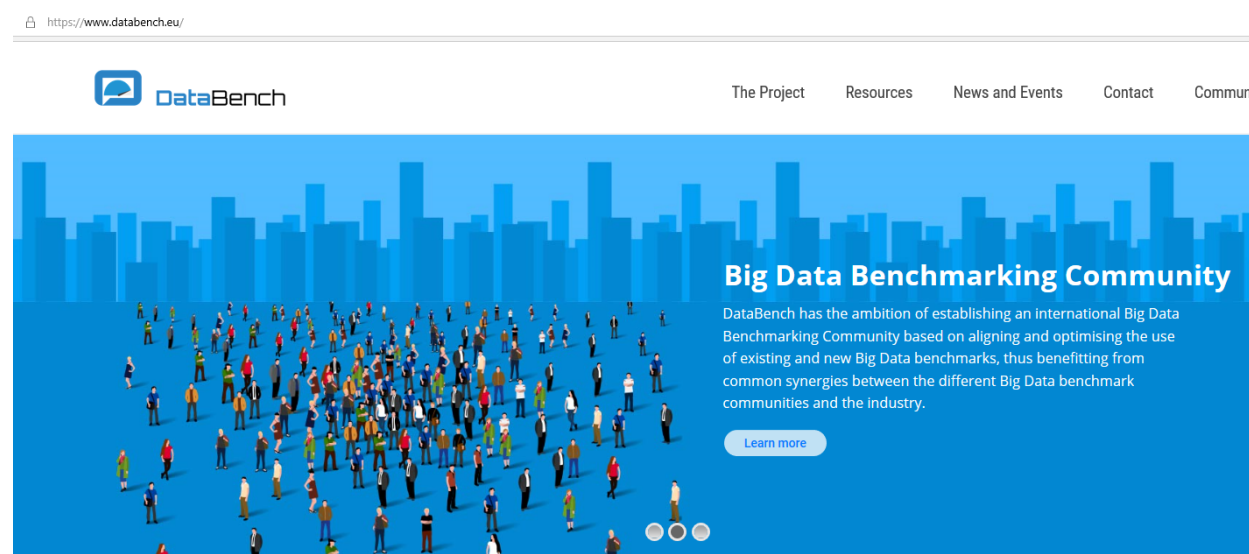 https://www.databench.eu/
DataBench
The Project Resources News and Events Contact Commun
Big Data Benchmarking Community
DataBench has the ambition of establishing an international Big Data
Benchmarking Community based on aligning and optimising the use
of existing and new Big Data benchmarks, thus benefitting from
common synergies between the different Big Data benchmark
communities and the industry.
Learn more